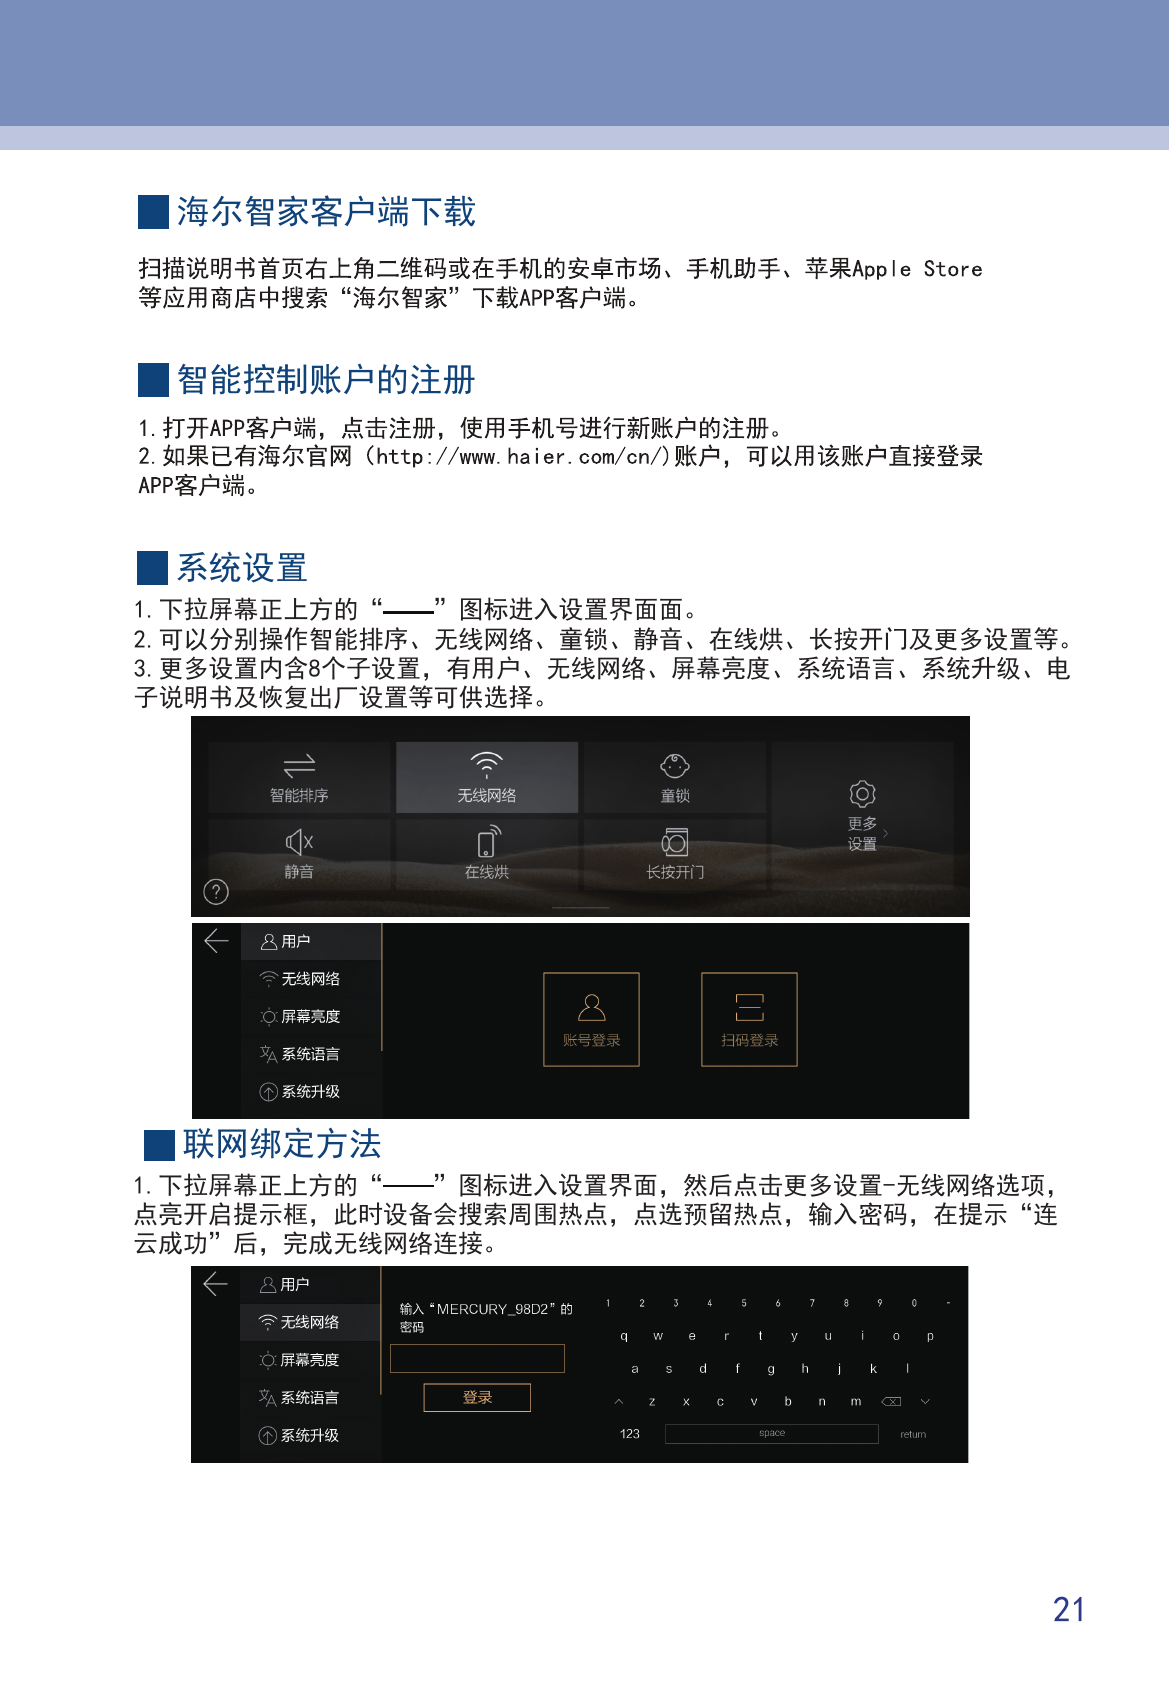 海尔智家客户端下载
扫描说明书首页右上角二维码或在手机的安卓市场、手机助手、苹果Apple Store
等应用商店中搜索“海尔智家”下载APP客户端。
智能控制账户的注册
1.打开APP客户端，点击注册，使用手机号进行新账户的注册。
2.如果已有海尔官网（http://www.haier.com/cn/)账户，可以用该账户直接登录
APP客户端。
系统设置
1.下拉屏幕正上方的“——”图标进入设置界面面。
2.可以分别操作智能排序、无线网络、童锁、静音、在线烘、长按开门及更多设置等。
3.更多设置内含8个子设置，有用户、无线网络、屏幕亮度、系统语言、系统升级、电
子说明书及恢复出厂设置等可供选择。
智能排序 无线网络 童锁
更多
设置
静音 在线烘 长按开门
?
用户
无线网络
屏幕亮度
系统语言
系统升级
账号登录 扫码登录
联网绑定方法
1.下拉屏幕正上方的“——”图标进入设置界面，然后点击更多设置-无线网络选项，
点亮开启提示框，此时设备会搜索周围热点，点选预留热点，输入密码，在提示“连
云成功”后，完成无线网络连接。
用户
无线网络
屏幕亮度
系统语言
系统升级
输入“MERCURY_98D2”的
密码
登录
1 2 3 4 5 6 7 8 9 0 -
q w e r t y u i o p
a s d f g h j k l
z x c v b n m
123 space return
21